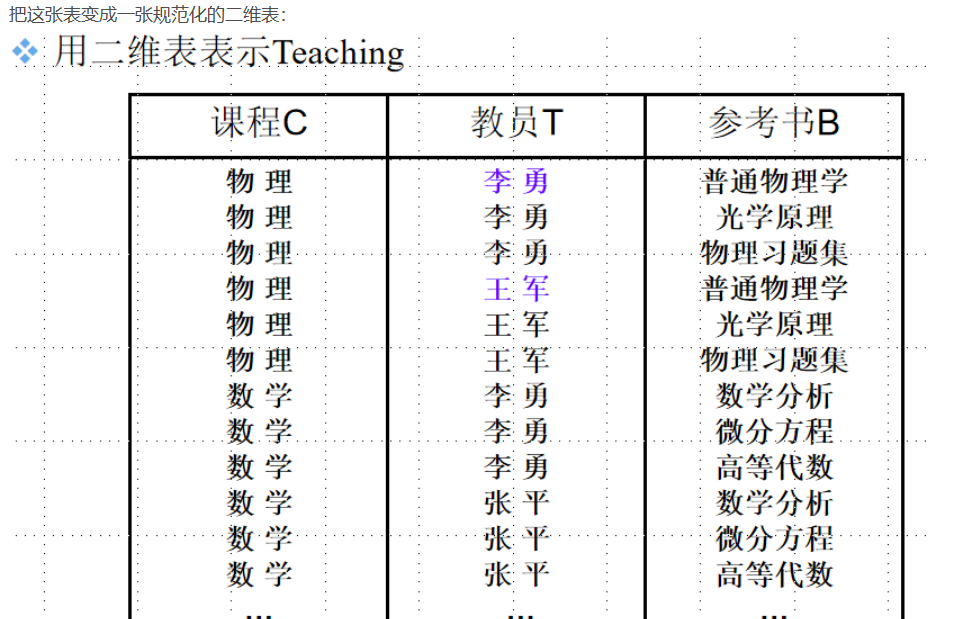 把这张表变成一张规范化的二维表：
用二维表表示Teaching
课程C 教员T 参考书B
物 理 李 勇 普通物理学
物 理 李 勇 光学原理
物 理 李 勇 物理习题集
物 理 王 军 普通物理学
物 理 王 军 光学原理
物 理 王 军 物理习题集
数 学 李 勇 数学分析
数 学 李 勇 微分方程
数 学 李 勇 高等代数
数 学 张 平 数学分析
数 学 张 平 微分方程
数 学 张 平 高等代数
… … …